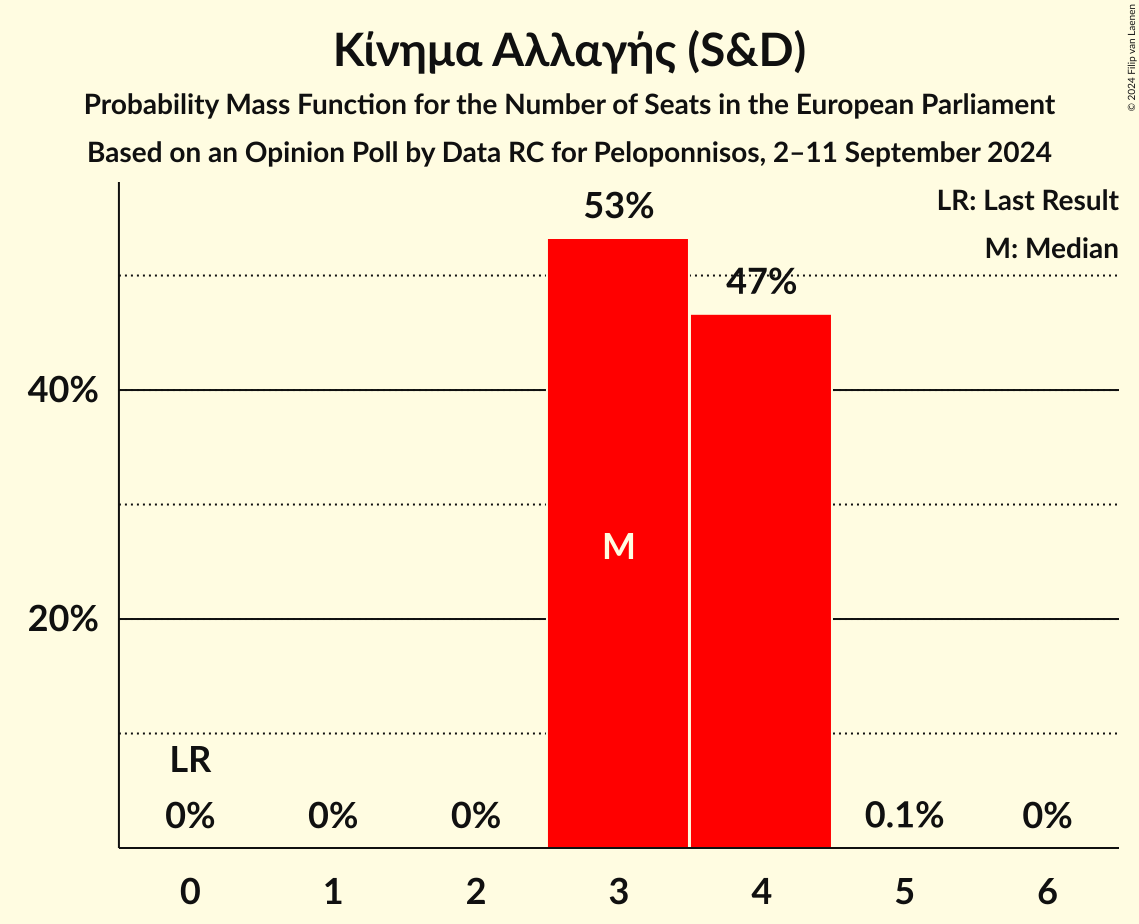 Κίνημα Αλλαγής (S&D)
Probability Mass Function for the Number of Seats in the European Parliament
Based on an Opinion Poll by Data RC for Peloponnisos, 2–11 September 2024
© 2024 Filip van Laenen
LR: Last Result
M: Median
53%
47%
40%
M
20%
LR
0% 0% 0% 0.1% 0%
0 1 2 3 4 5 6